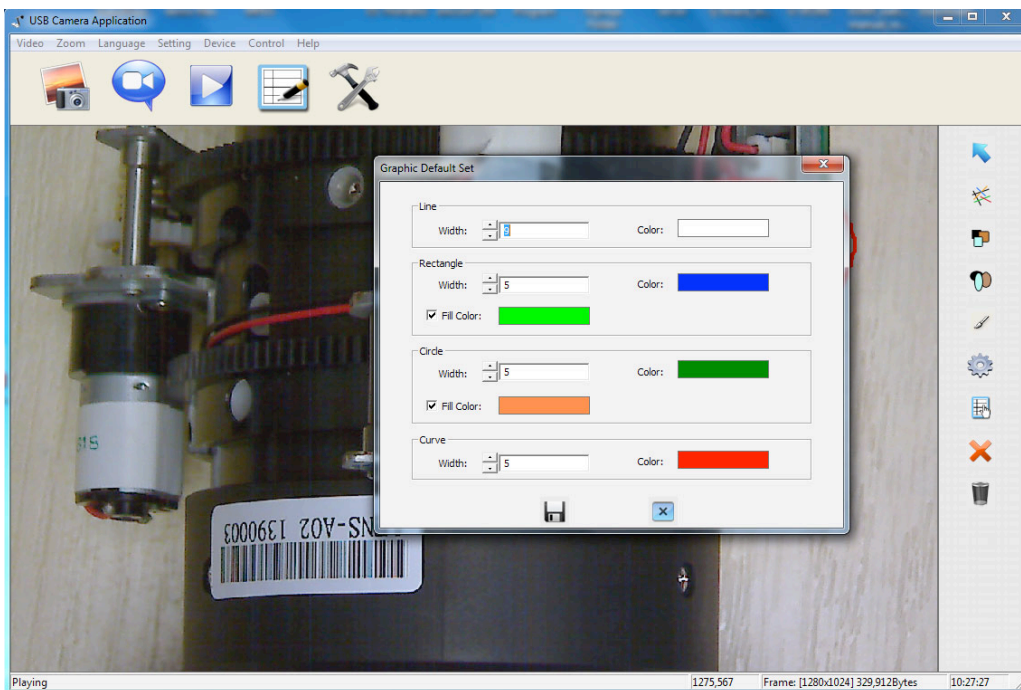 USB Camera Application
Video Zoom Language Setting Device Control Help
Graphic Default Set
Line
Width: 9 Color:
Rectangle
Width: 5 Color:
Fill Color:
Circle
Width: 5 Color:
Fill Color:
Curve
Width: 5 Color:
NS-A02 1390003
Playing
1275,567
Frame: [1280x1024] 329,912Bytes
10:27:27